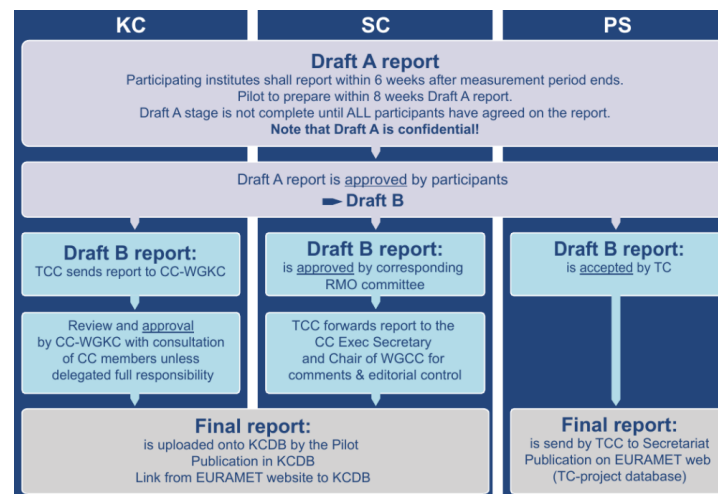 KC
SC
PS
Draft A report
Participating institutes shall report within 6 weeks after measurement period ends.
Pilot to prepare within 8 weeks Draft A report.
Draft A stage is not complete until ALL participants have agreed on the report.
Note that Draft A is confidential!
Draft A report is approved by participants
Draft B
Draft B report:
TCC sends report to CC-WGKC
Draft B report:
is approved by corresponding
RMO committee
Draft B report:
is accepted by TC
Review and approval
by CC-WGKC with consultation
of CC members unless
delegated full responsibility
TCC forwards report to the
CC Exec Secretary
and Chair of WGCC for
comments & editorial control
Final report:
is uploaded onto KCDB by the Pilot
Publication in KCDB
Link from EURAMET website to KCDB
Final report:
is send by TCC to Secretariat
Publication on EURAMET web
(TC-project database)